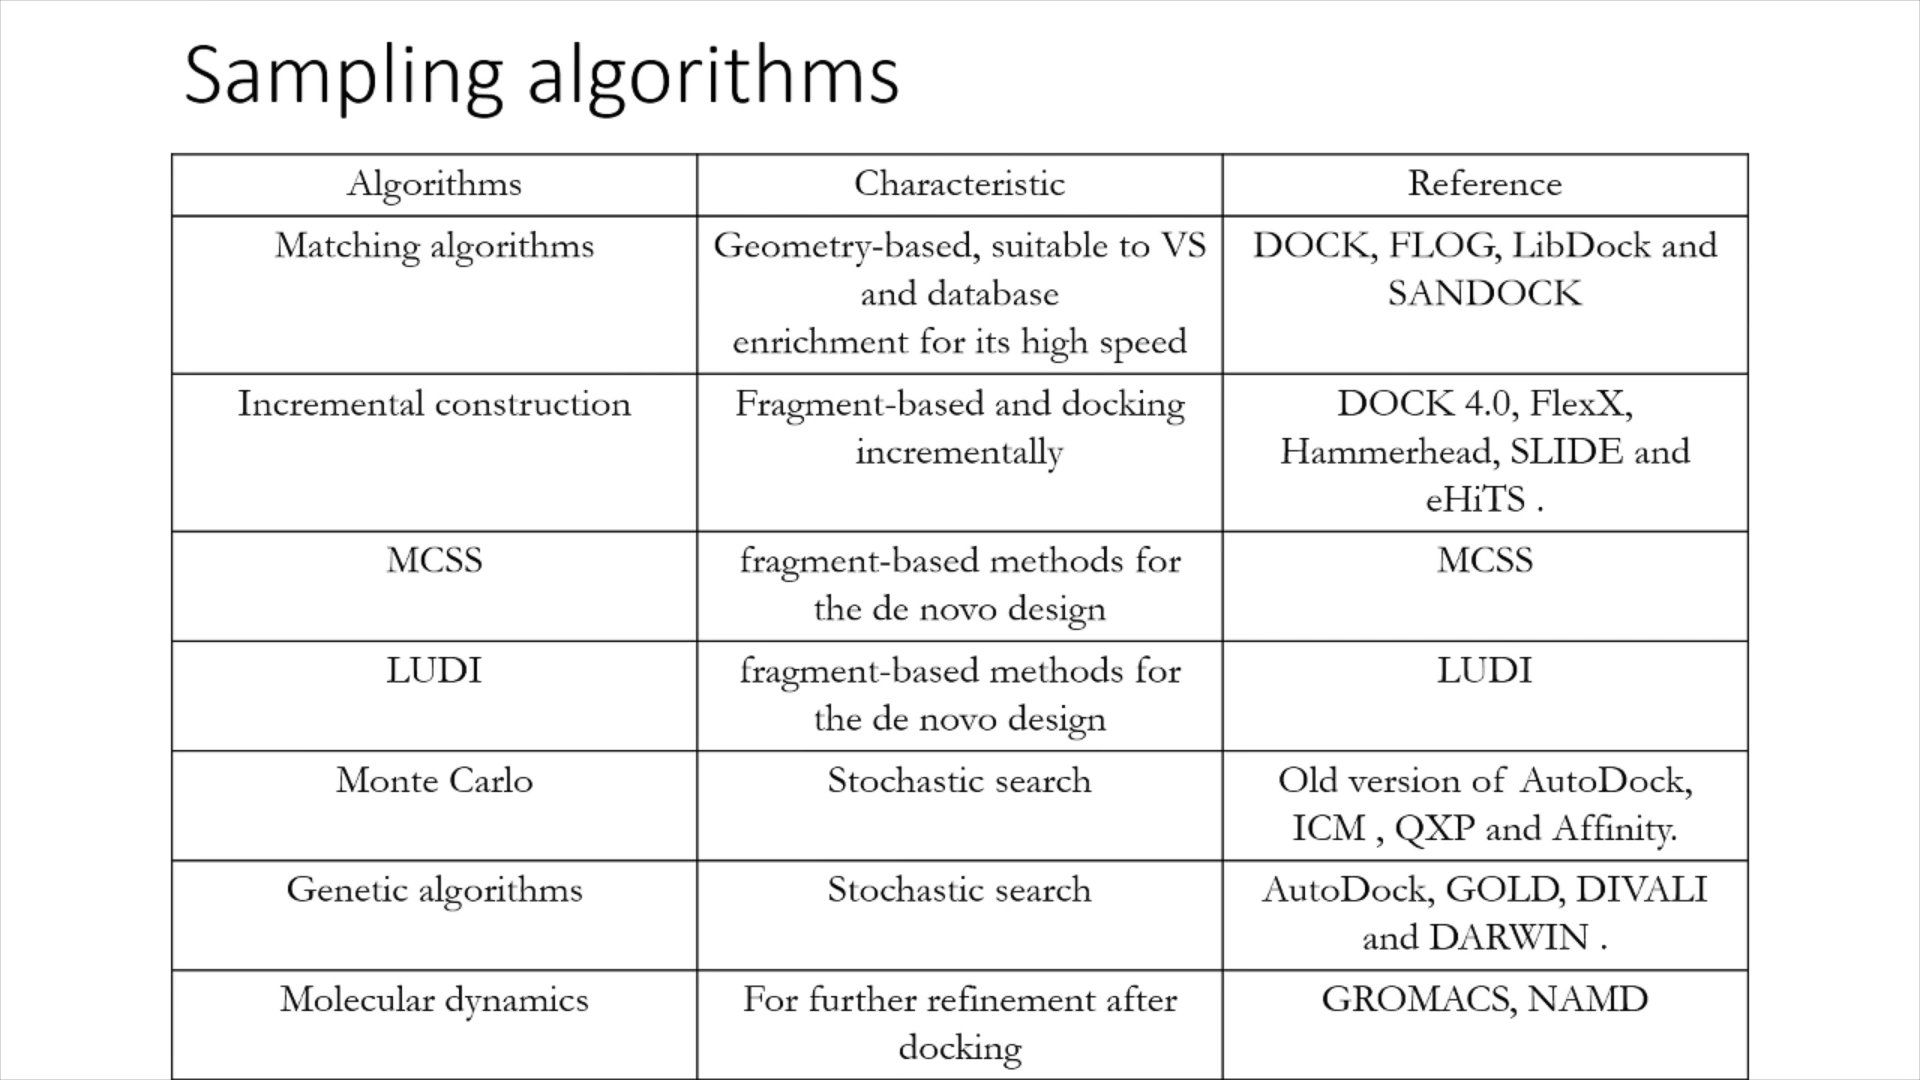 Sampling algorithms
Algorithms
Characteristic
Reference
Matching algorithms
Geometry-based, suitable to VS
and database
enrichment for its high speed
DOCK, FLOG, LibDock and
SANDOCK
Incremental construction
Fragment-based and docking
incrementally
DOCK 4.0, FlexX,
Hammerhead, SLIDE and
eHiTS .
MCSS
fragment-based methods for
the de novo design
MCSS
LUDI
fragment-based methods for
the de novo design
LUDI
Monte Carlo
Stochastic search
Old version of AutoDock,
ICM , QXP and Affinity.
Genetic algorithms
Stochastic search
AutoDock, GOLD, DIVALI
and DARWIN .
Molecular dynamics
For further refinement after
docking
GROMACS, NAMD